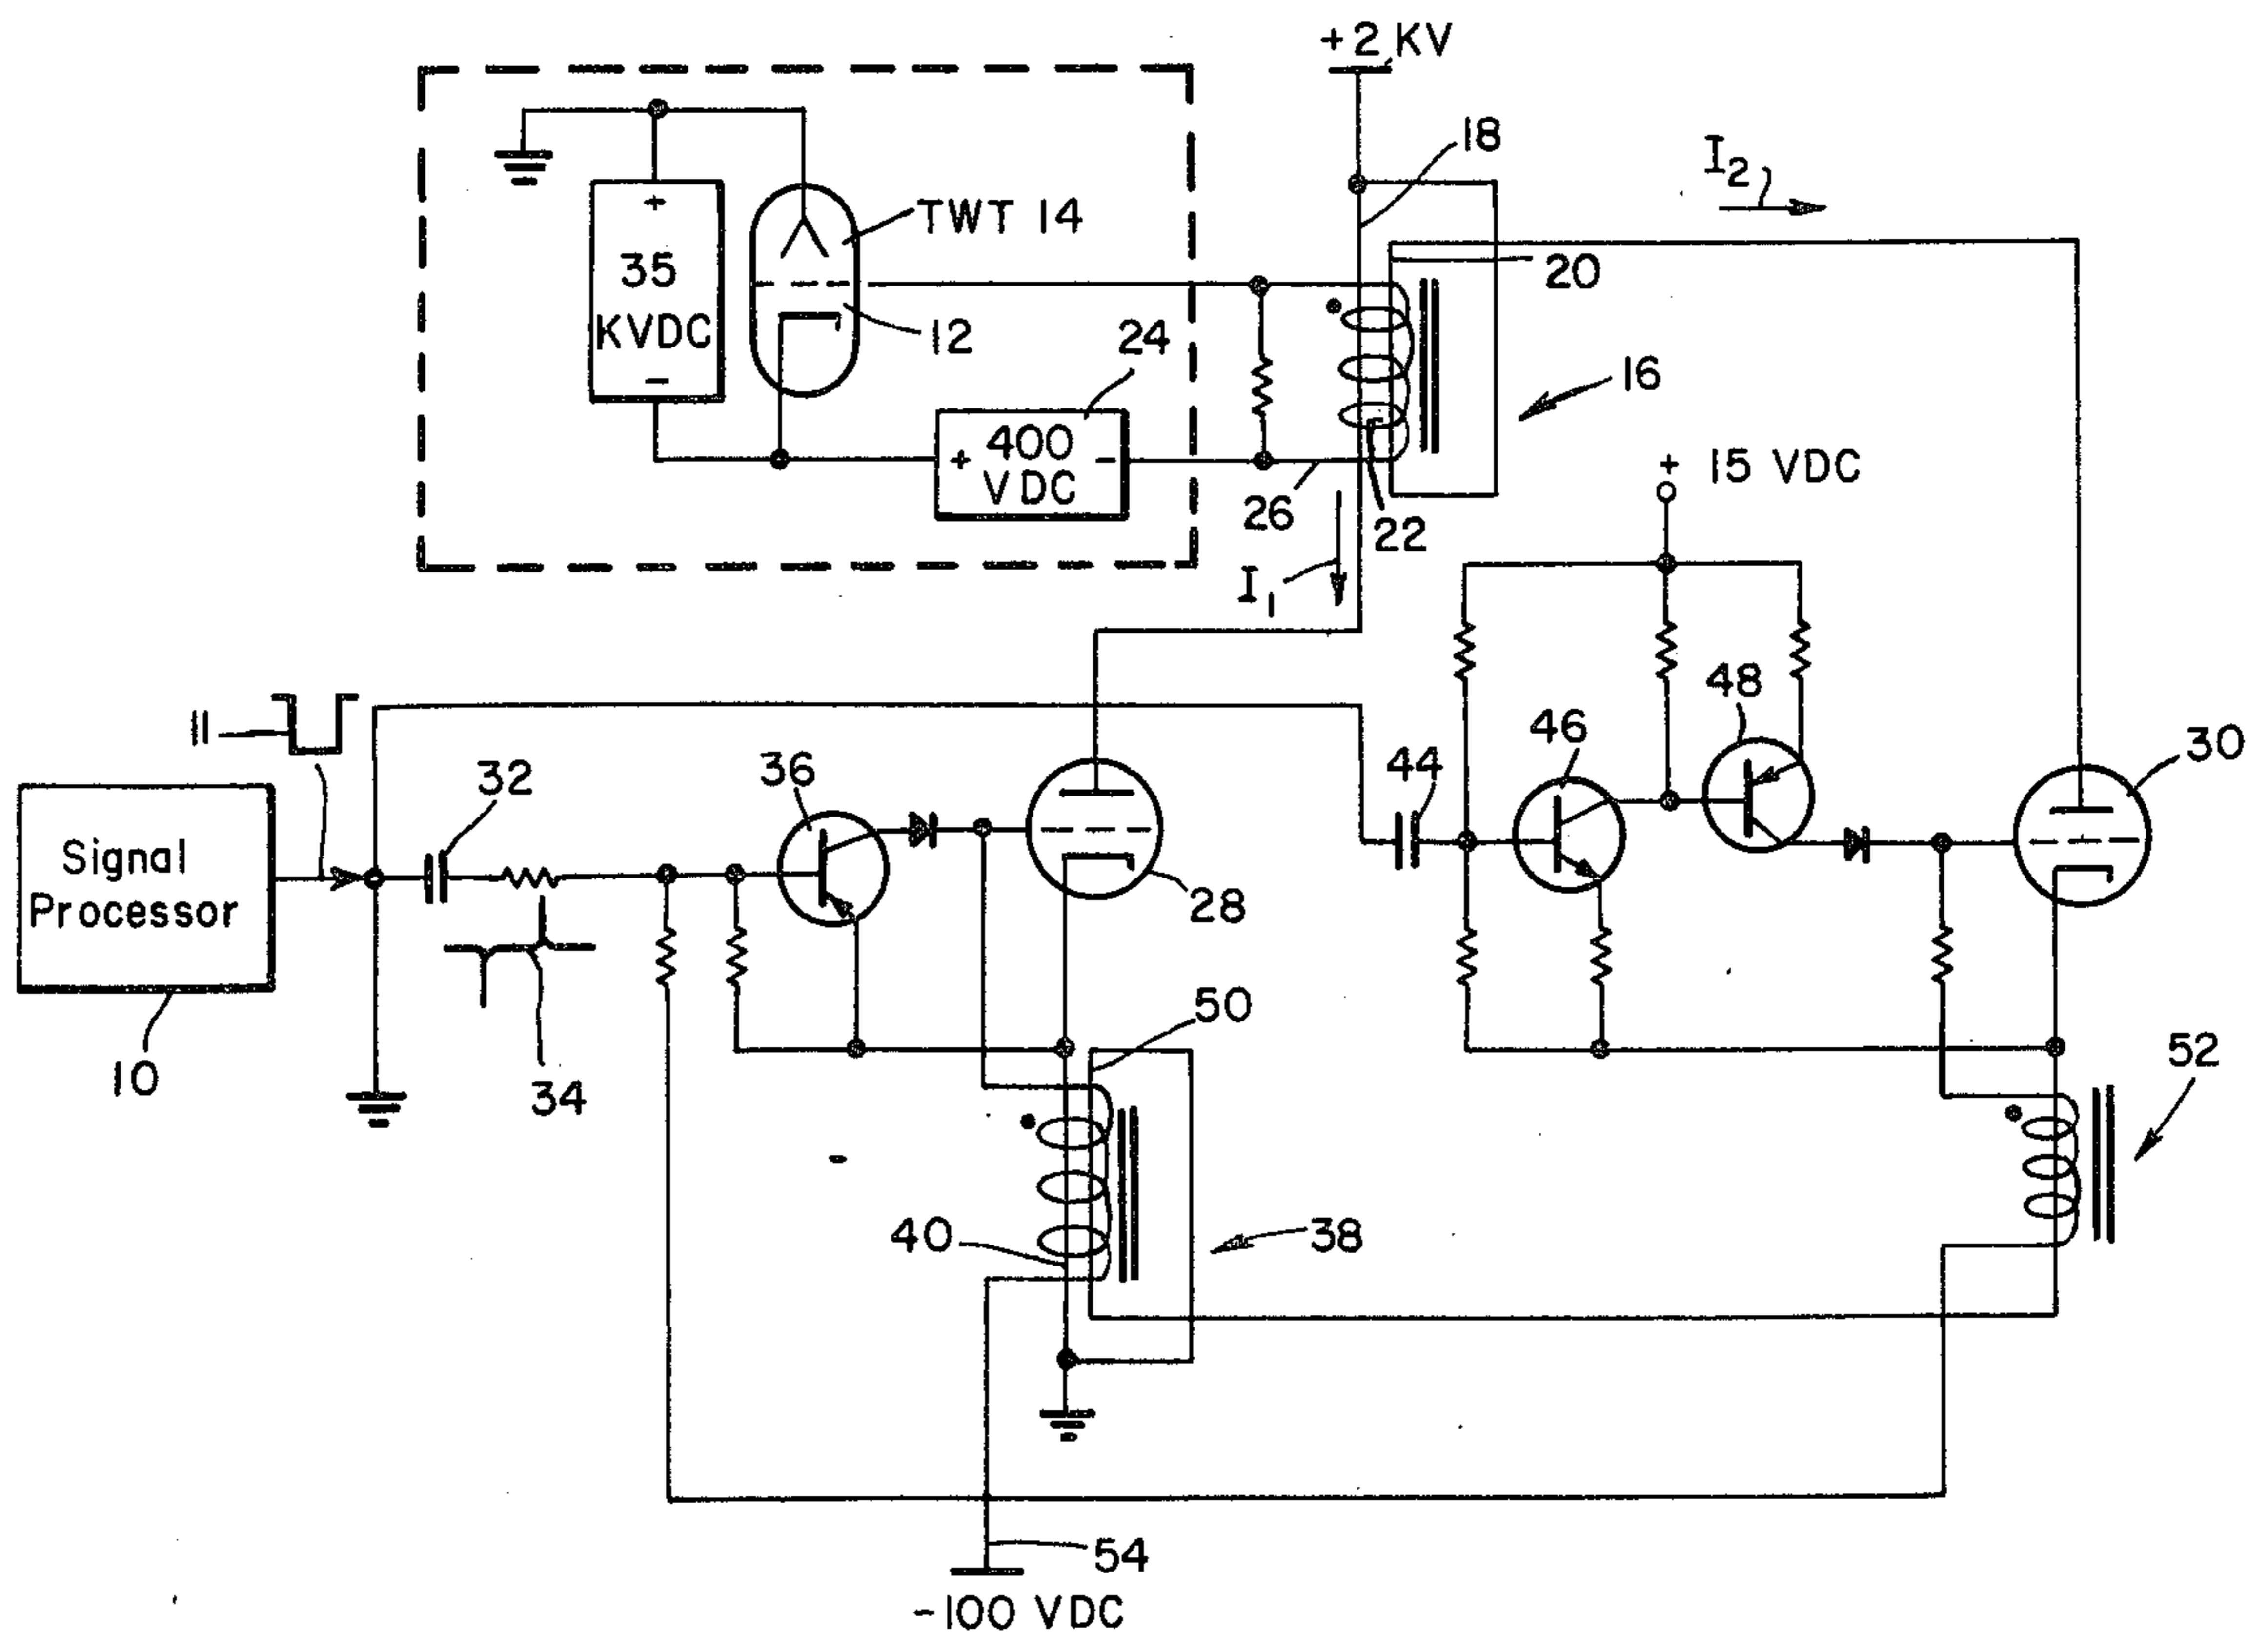 +2 KV
18
I2
+
35
KVDC
-
TWT 14
12
24
+ 400 -
VDC
20
16
26
22
I1
+ 15 VDC
11
32
36
44
46
48
30
28
Signal
Processor
10
34
50
52
40
38
54
-100 VDC